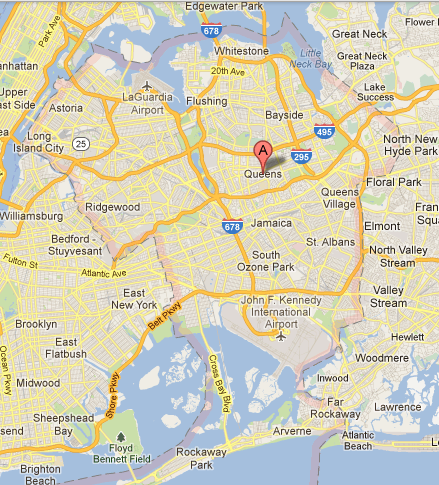 Edgewater Park
678
Great Neck
Flower
Park Ave
Whitestone
Little
Neck Bay
Great Neck
Plaza
anhattan
20th Ave
Upper
East Side
LaGuardia
Airport
Flushing
Lake
Success
Astoria
Bayside
Long
Island City
25
495
North New
Hyde Park
A
295
Queens
Floral Park
Queens
Village
Williamsburg
Ridgewood
678
Jamaica
Elmont
Bedford -
Stuyvesant
St. Albans
North Valley
Stream
Fulton St
Atlantic Ave
South
Ozone Park
East
New York
Belt Pkwy
John F. Kennedy
International
Airport
Valley
Stream
Brooklyn
East
Flatbush
Hewlett
Woodmere
Ocean Pkwy
Midwood
Shore Pkwy
Cross Bay Blvd
Inwood
Far
Rockaway
Lawrence
Sheepshead
Bay
send
Arverne
Atlantic
Beach
Floyd
Bennett Field
Rockaway
Park
Brighton
Beach